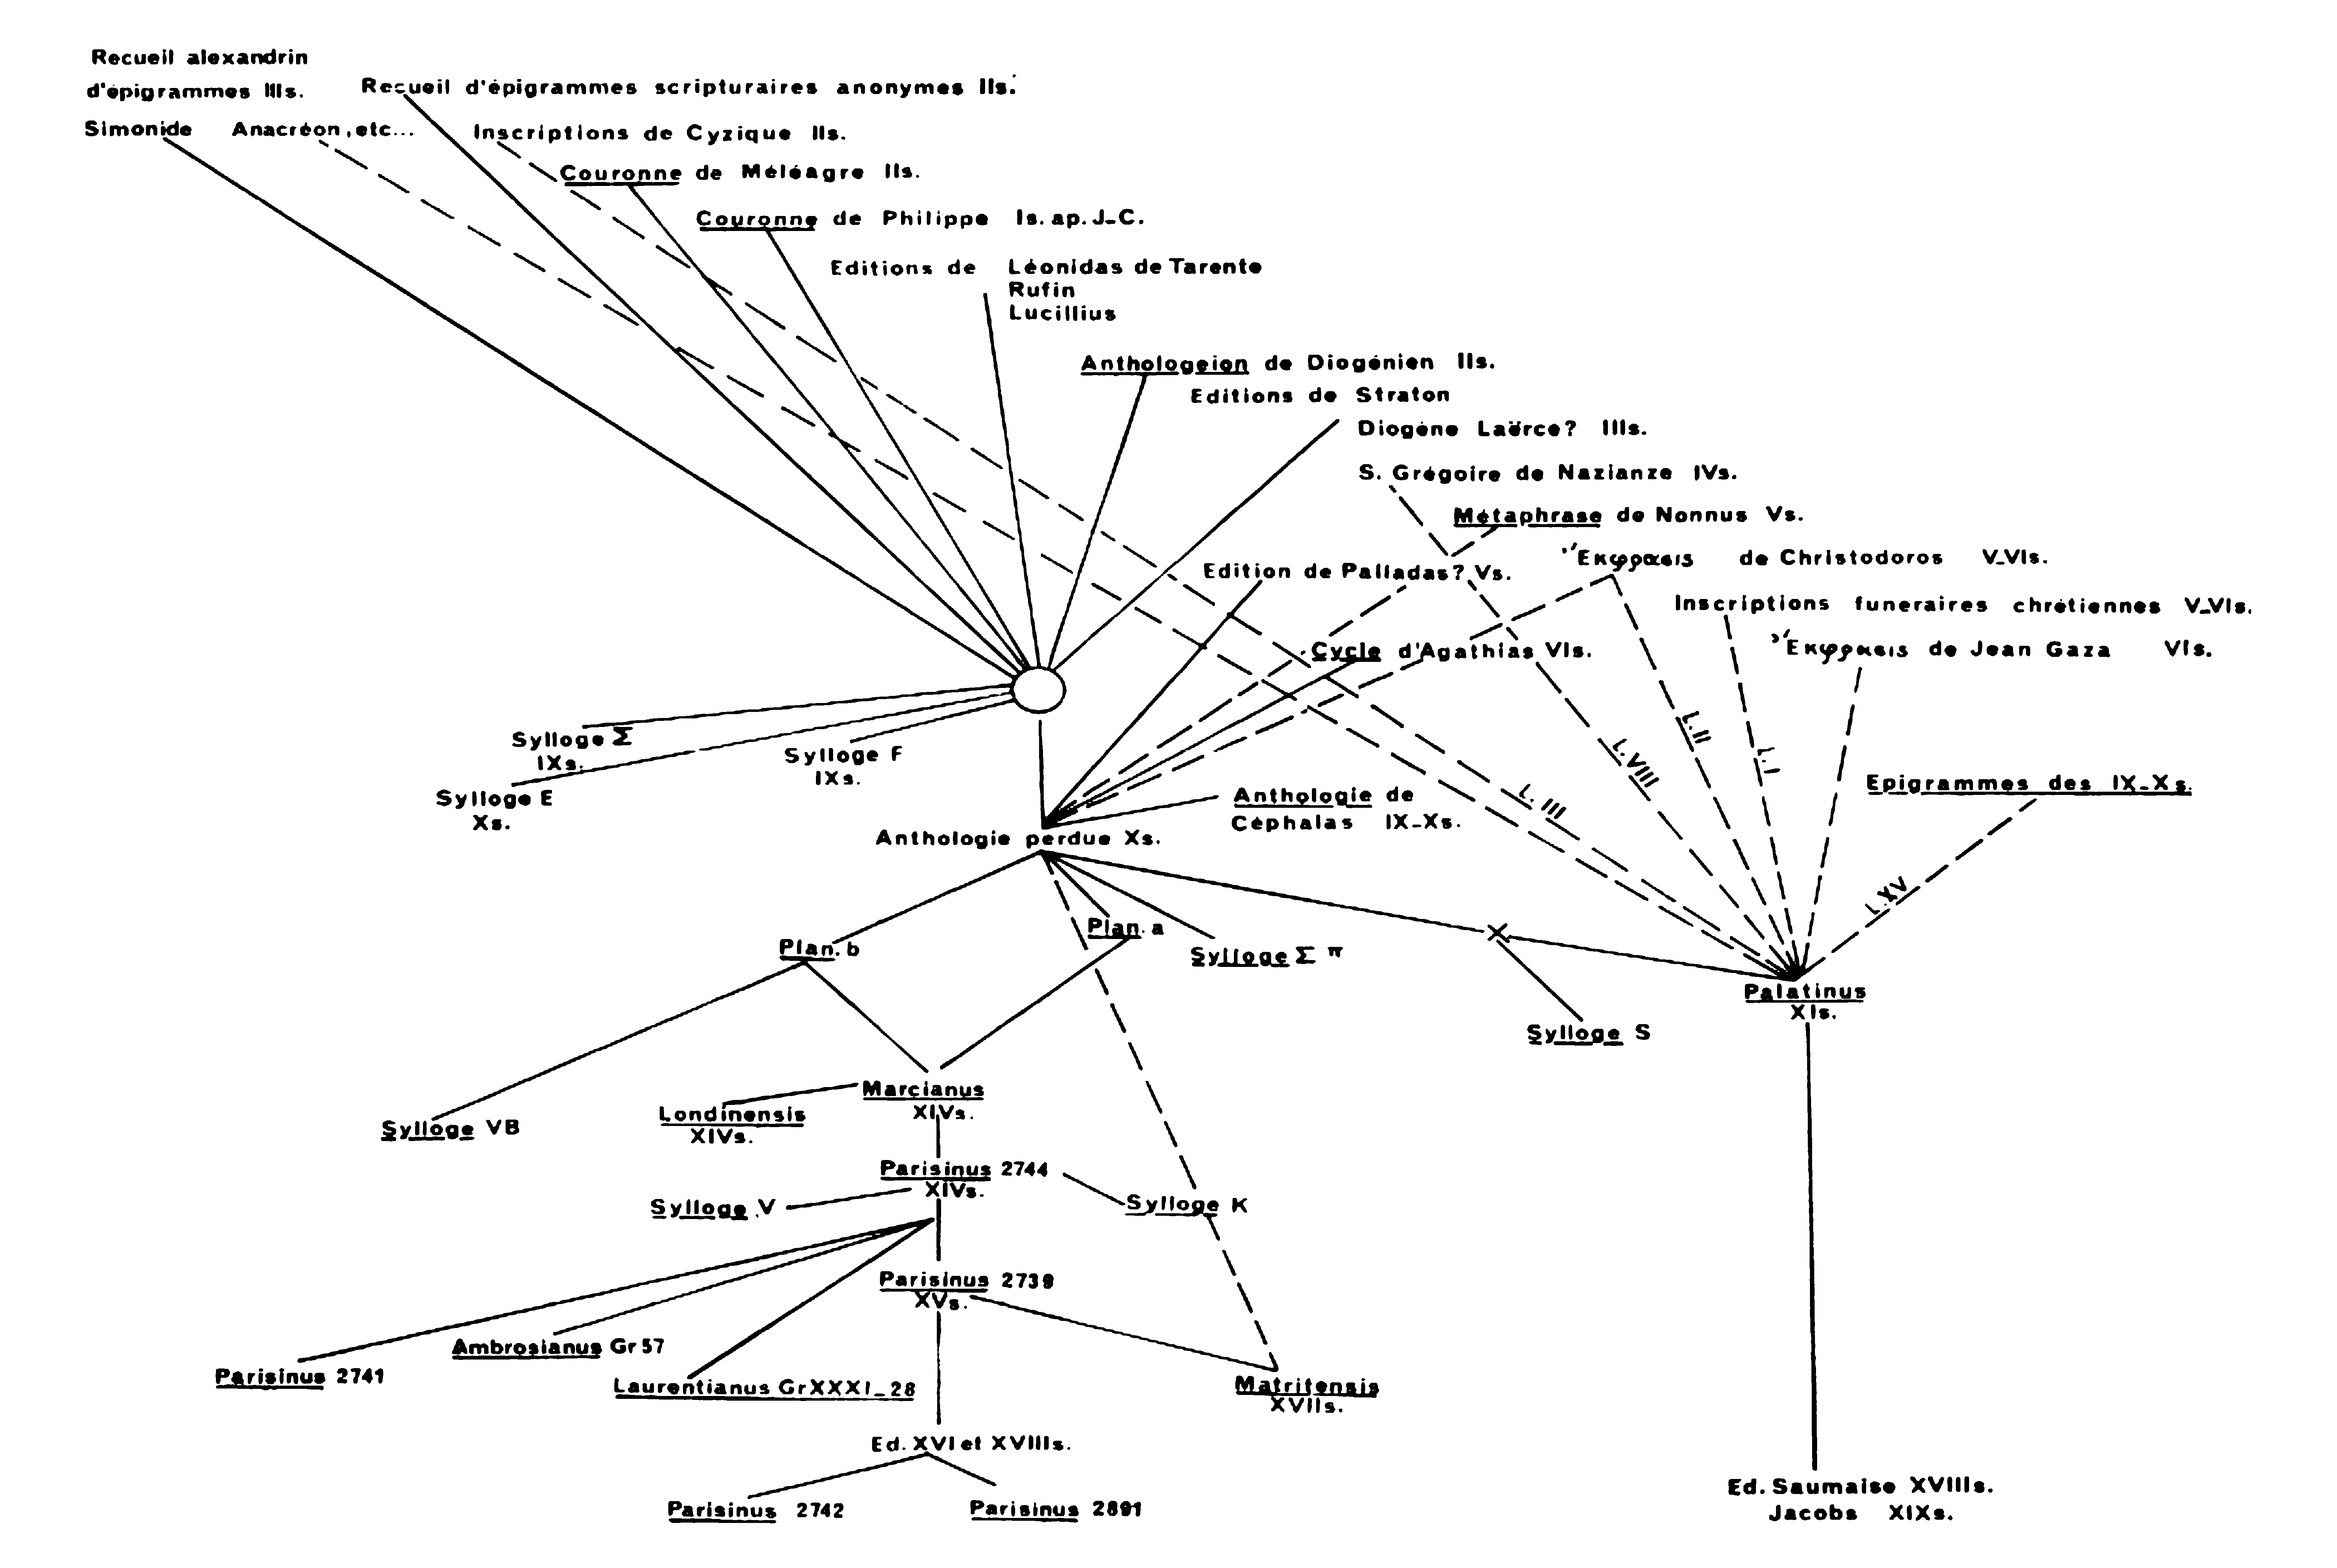 Recueil alexandrin
d'épigrammes IIIs.
Recueil d'épigrammes scripturaires anonymes IIs.
Simonide Anacréon, etc...
Inscriptions de Cyzique IIs.
Couronne de Méléagre IIs.
Couronne de Philippe Is. ap. J-C.
Editions de Léonidas de Tarente
Rufin
Lucillius
Anthologeion de Diogénien IIs.
Editions de Straton
Diogène Laërce? IIIs.
S. Grégoire de Nazianze IVs.
Métaphrase de Nonnus Vs.
Ἔκφρασις de Christodoros V-VIs.
Edition de Palladas? Vs.
Inscriptions funeraires chrétiennes V-VIs.
Cycle d'Agathias VIs.
Ἔκφρασις de Jean Gaza VIs.
Sylloge Σ
IXs.
Sylloge F
IXs.
Sylloge E
Xs.
L. II
L. I
L. VIII
L. III
L. XV
Epigrammes des IX-Xs.
Anthologie de
Céphalas IX-Xs.
Anthologie perdue Xs.
Plan. b
Plan. a
Sylloge Σ π
X
Palatinus
XIs.
Sylloge S
Marcianus
XIVs.
Londinensis
XIVs.
Sylloge VB
Parisinus 2744
XIVs.
Sylloge V
Sylloge K
Parisinus 2739
XVs.
Ambrosianus Gr 57
Parisinus 2741
Laurentianus Gr XXXI-28
Matritensis
XVIIs.
Ed. XVI et XVIIIs.
Parisinus 2742
Parisinus 2891
Ed. Saumaise XVIIIs.
Jacobs XIXs.